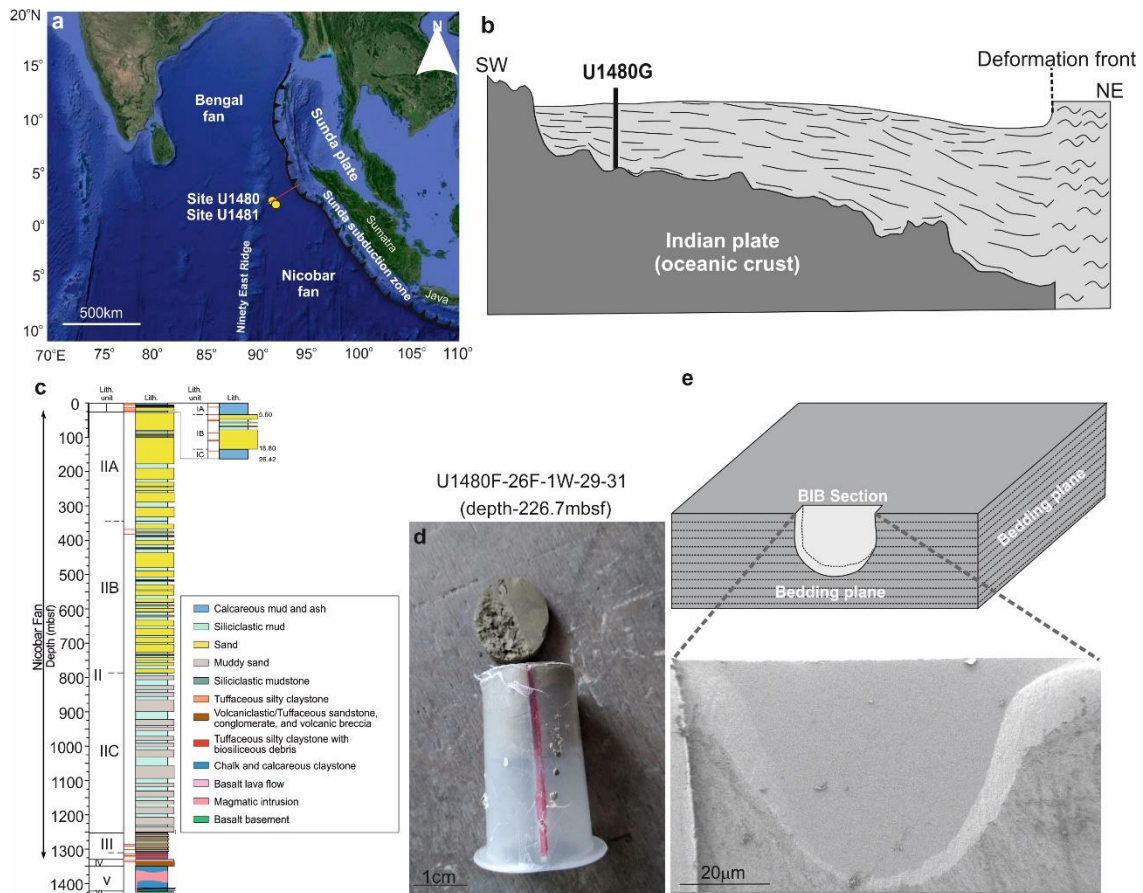 a
20°N
15°
10°
5°
0°
5°
10°
70°E
75°
80°
85°
90°
95°
100°
105°
110°
N
Bengal
fan
Sunda plate
Site U1480
Site U1481
Sunda subduction zone
Sumatra
Java
Ninety East Ridge
Nicobar
fan
500km
b
SW
U1480G
Deformation front
NE
Indian plate
(oceanic crust)
c
Lith.
unit
Lith.
Lith.
unit
Lith.
0
100
200
300
400
500
600
700
800
900
1000
1100
1200
1300
1400
Nicobar Fan
Depth (mbsf)
I
IIA
IIB
II
IIC
III
IV
V
IA
IB
IC
5.60
26.42
Calcareous mud and ash
Siliciclastic mud
Sand
Muddy sand
Siliciclastic mudstone
Tuffaceous silty claystone
Volcaniclastic/Tuffaceous sandstone,
conglomerate, and volcanic breccia
Tuffaceous silty claystone with
biosiliceous debris
Chalk and calcareous claystone
Basalt lava flow
Magmatic intrusion
Basalt basement
U1480F-26F-1W-29-31
(depth-226.7mbsf)
d
1cm
e
BIB Section
Bedding plane
Bedding plane
20μm